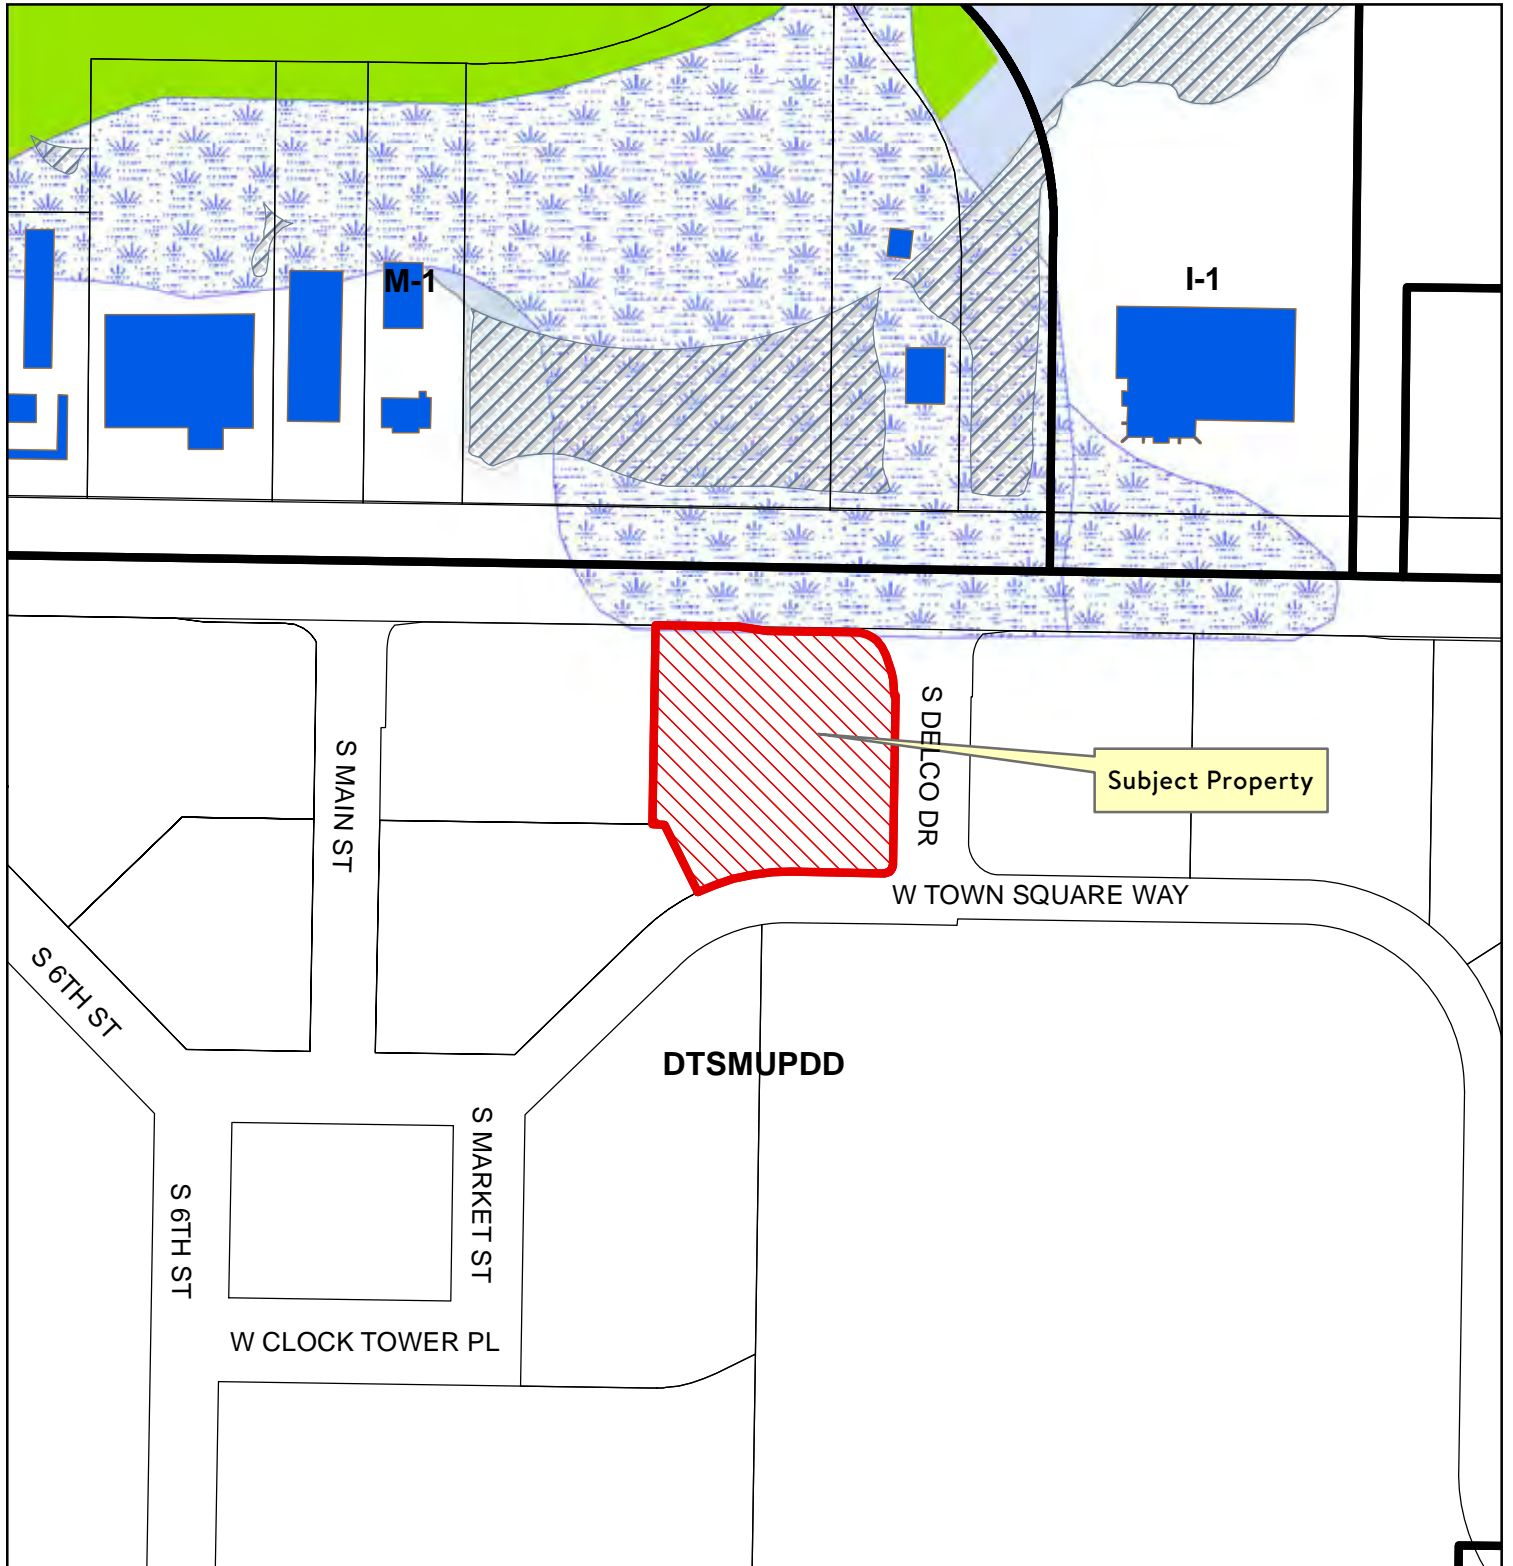 M-1
I-1
S MAIN ST
S DELCO DR
Subject Property
W TOWN SQUARE WAY
S 6TH ST
DTSMUPDD
S MARKET ST
S 6TH ST
W CLOCK TOWER PL